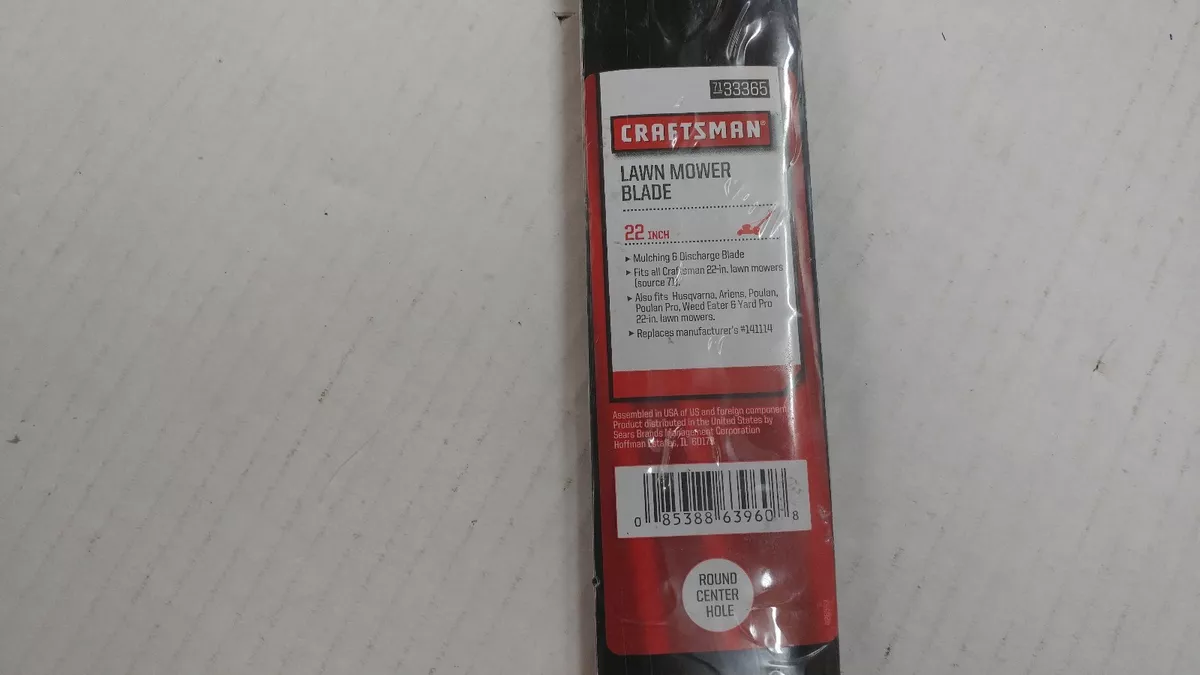 71 33365
CRAFTSMAN®
LAWN MOWER
BLADE
22 INCH
▸ Mulching & Discharge Blade
▸ Fits all Craftsman 22-in. lawn mowers
(source 71).
▸ Also fits Husqvarna, Ariens, Poulan,
Poulan Pro, Weed Eater & Yard Pro
22-in. lawn mowers.
▸ Replaces manufacturer's #141114
Assembled in USA of US and foreign component
Product distributed in the United States by
Sears Brands Management Corporation
Hoffman Estates, IL 60179
0 85388 63960 8
ROUND
CENTER
HOLE